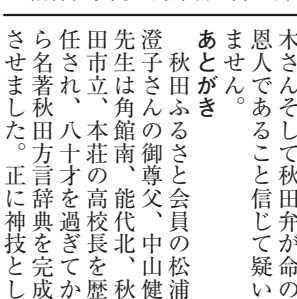 木さんそして秋田弁が命の
恩人であること信じて疑い
ません。
あとがき
秋田ふるさと会員の松浦
澄子さんの御尊父、中山健
先生は角館南、能代北、秋
田市立、本荘の高校長を歴
任され、八十才を過ぎてか
ら名著秋田方言辞典を完成
させました。正に神技とし